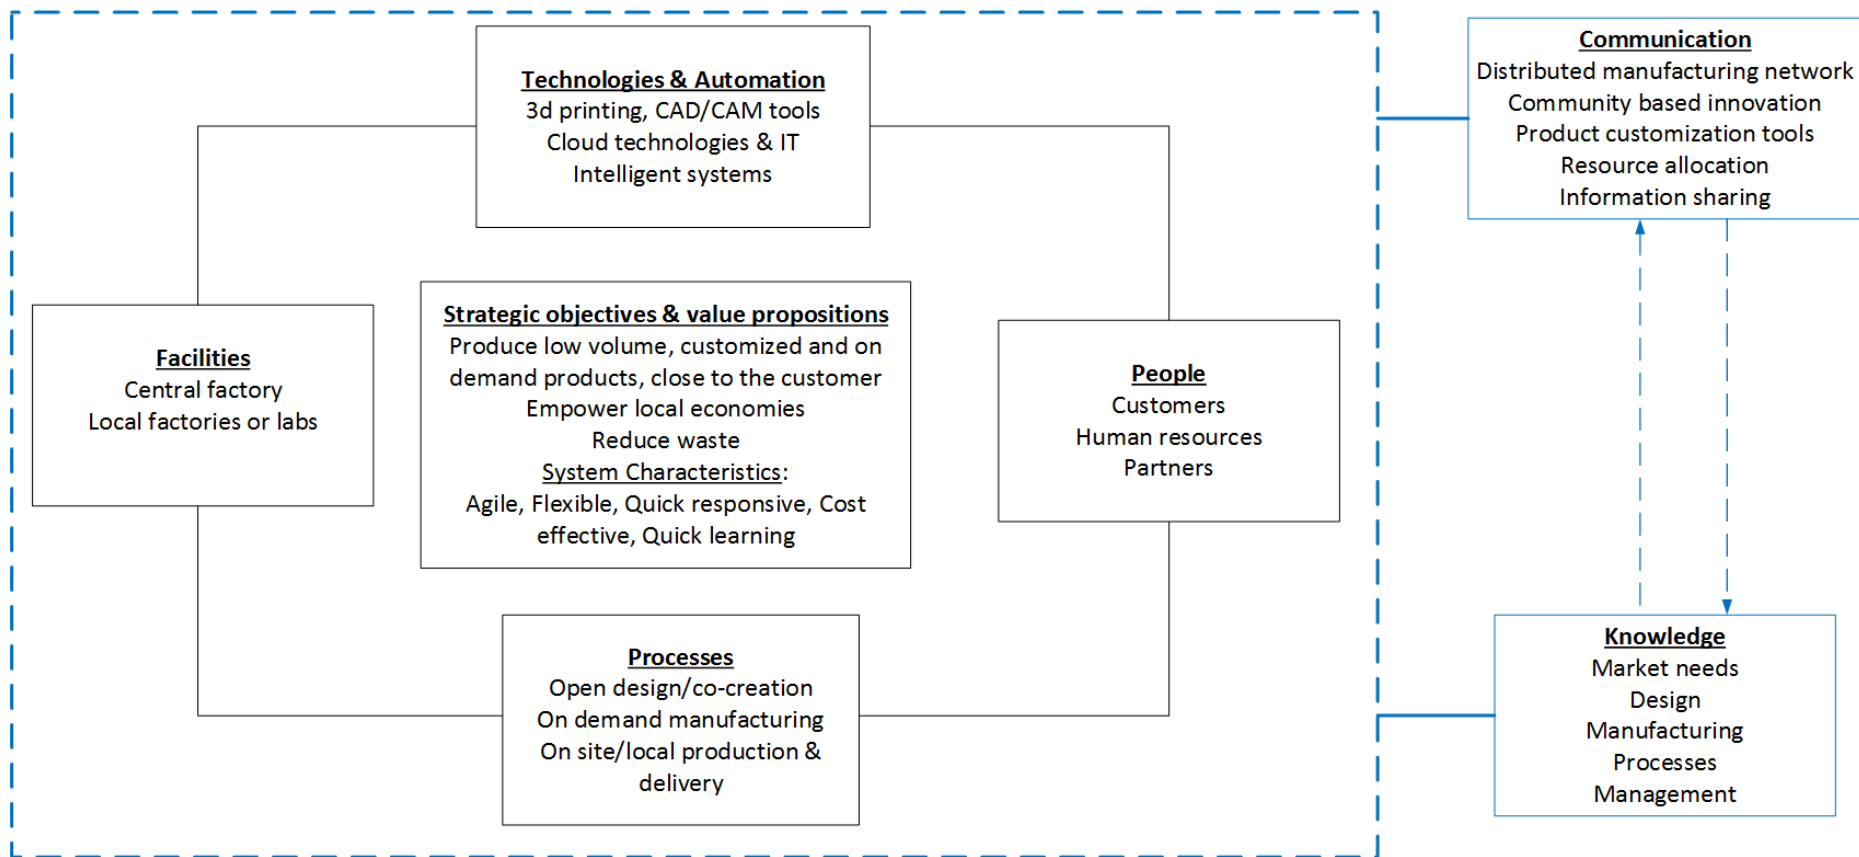 Technologies & Automation
3d printing, CAD/CAM tools
Cloud technologies & IT
Intelligent systems
Facilities
Central factory
Local factories or labs
Strategic objectives & value propositions
Produce low volume, customized and on
demand products, close to the customer
Empower local economies
Reduce waste
System Characteristics:
Agile, Flexible, Quick responsive, Cost
effective, Quick learning
People
Customers
Human resources
Partners
Processes
Open design/co-creation
On demand manufacturing
On site/local production &
delivery
Communication
Distributed manufacturing network
Community based innovation
Product customization tools
Resource allocation
Information sharing
Knowledge
Market needs
Design
Manufacturing
Processes
Management